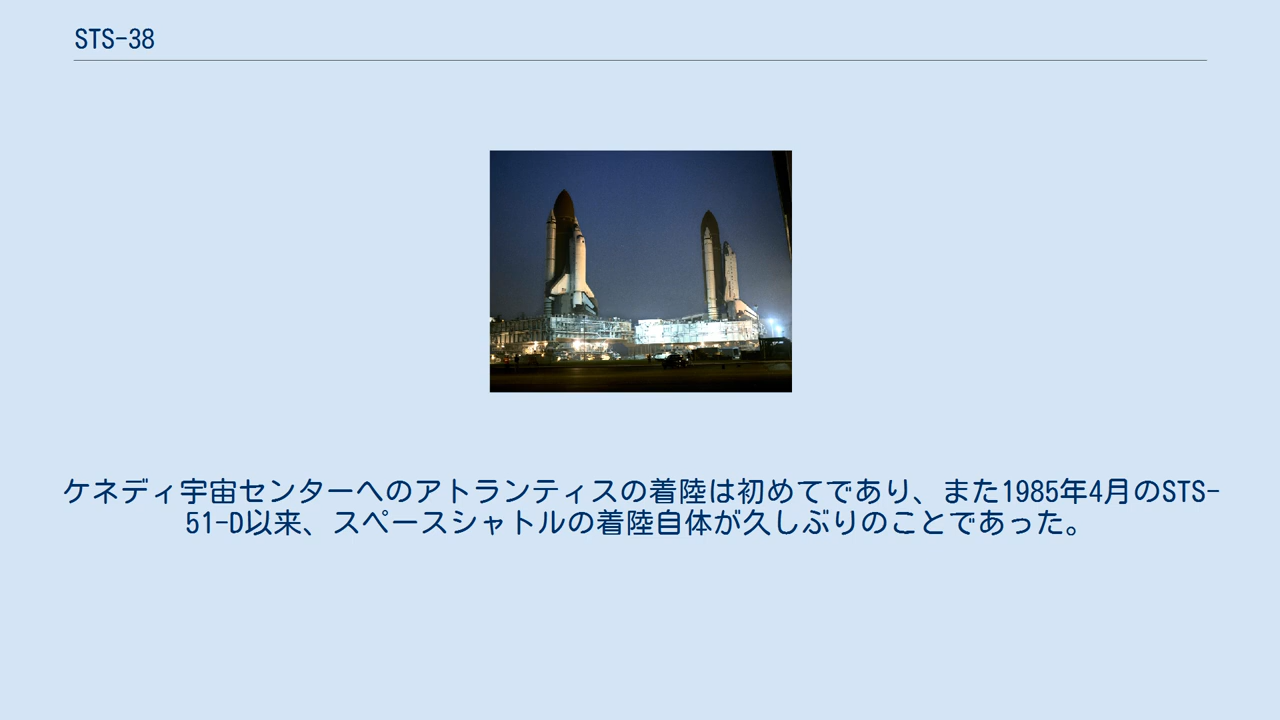 STS-38
ケネディ宇宙センターへのアトランティスの着陸は初めてであり、また1985年4月のSTS-
51-D以来、スペースシャトルの着陸自体が久しぶりのことであった。